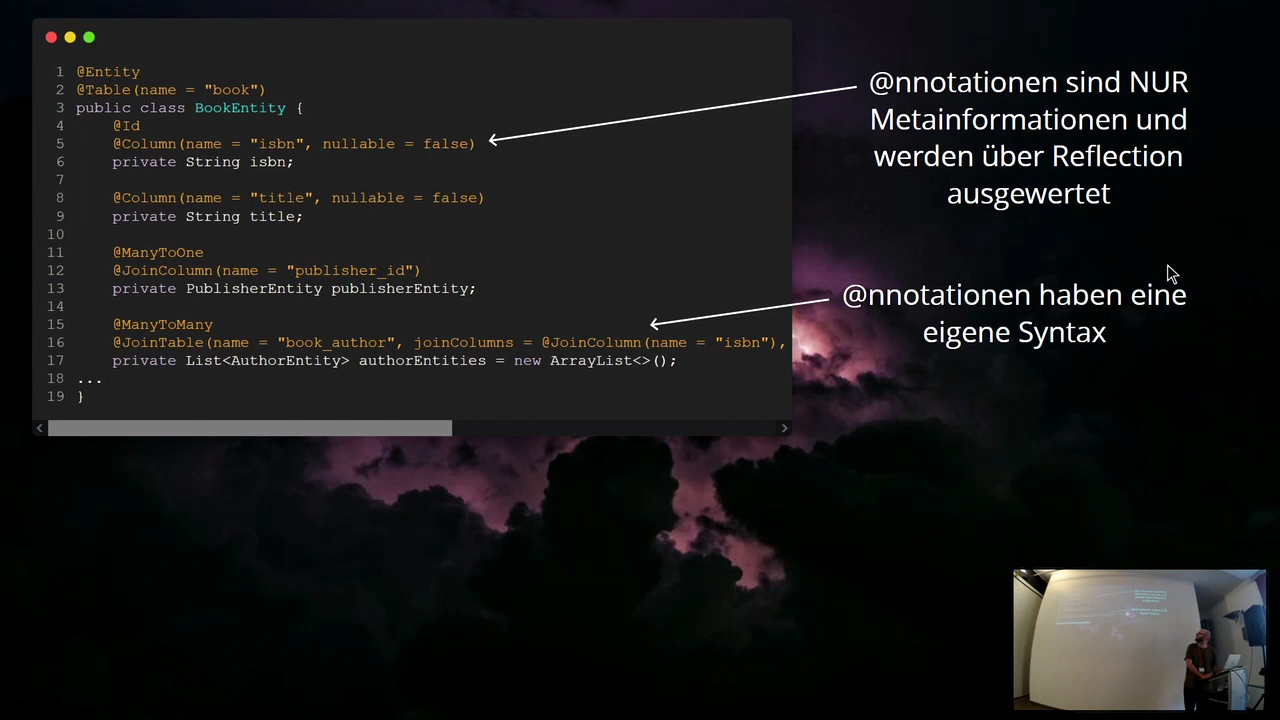 1 @Entity
2 @Table(name = "book")
3 public class BookEntity {
4 @Id
5 @Column(name = "isbn", nullable = false)
6 private String isbn;
7
8 @Column(name = "title", nullable = false)
9 private String title;
10
11 @ManyToOne
12 @JoinColumn(name = "publisher_id")
13 private PublisherEntity publisherEntity;
14
15 @ManyToMany
16 @JoinTable(name = "book_author", joinColumns = @JoinColumn(name = "isbn"),
17 private List<AuthorEntity> authorEntities = new ArrayList<>();
18 ...
19 }
@nnotationen sind NUR
Metainformationen und
werden über Reflection
ausgewertet
@nnotationen haben eine
eigene Syntax